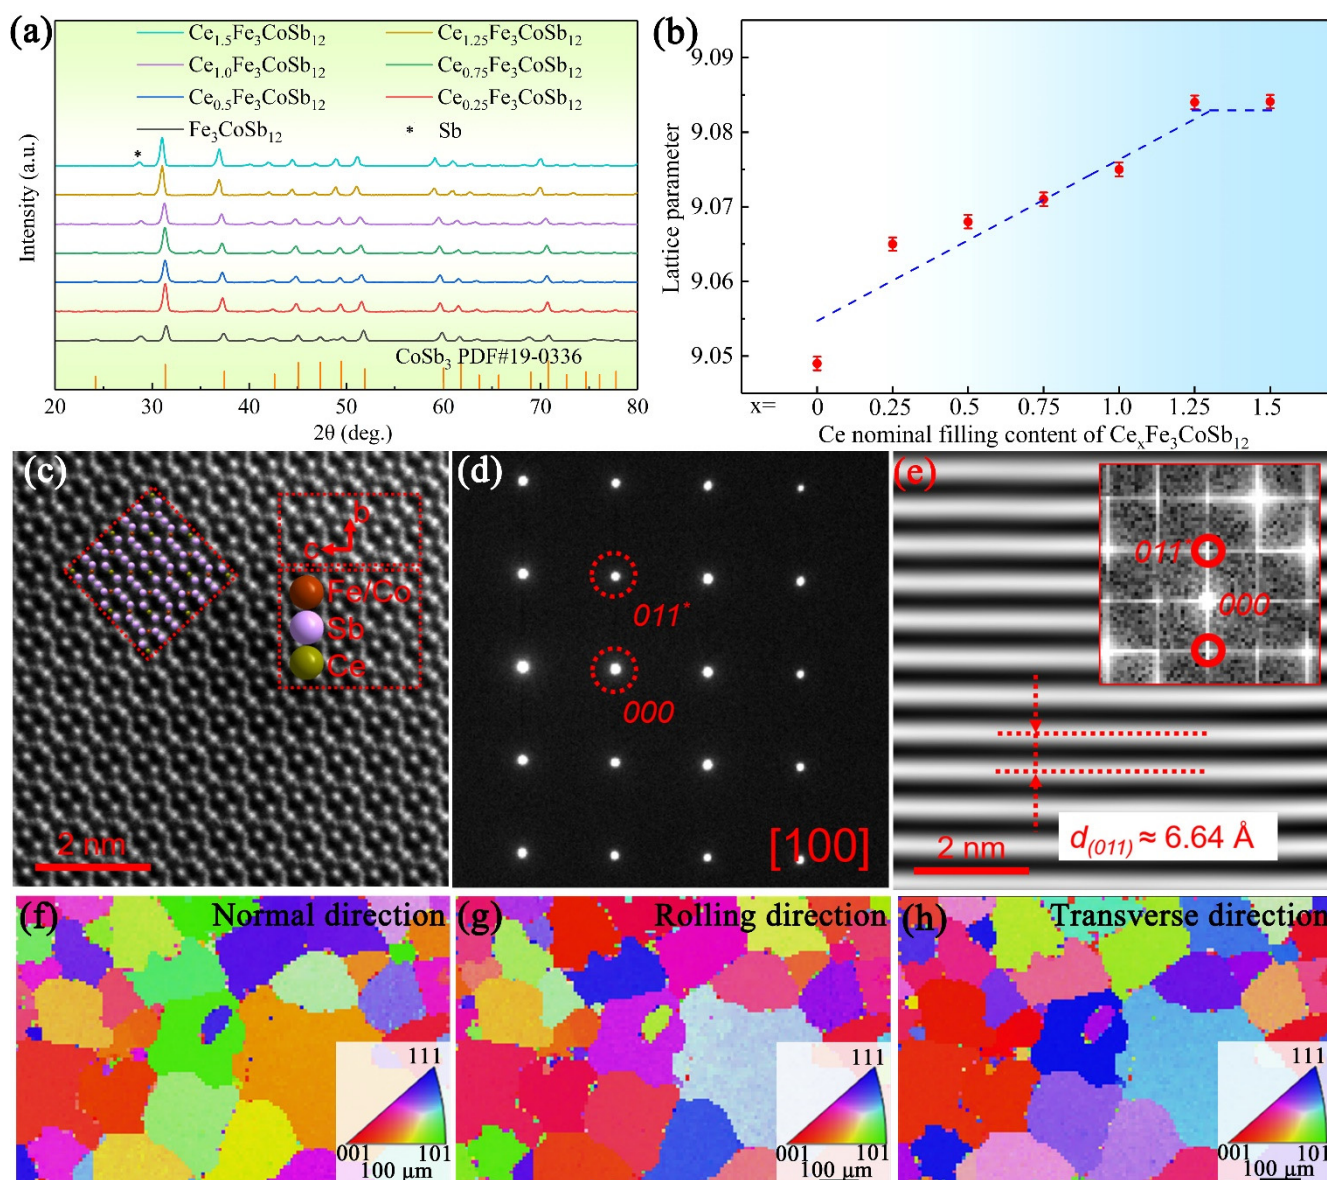 (a)
Ce1.5Fe3CoSb12
Ce1.25Fe3CoSb12
Ce1.0Fe3CoSb12
Ce0.75Fe3CoSb12
Ce0.5Fe3CoSb12
Ce0.25Fe3CoSb12
Fe3CoSb12
* Sb
*
Intensity (a.u.)
CoSb3 PDF#19-0336
20 30 40 50 60 70 80
2θ (deg.)
(b)
Lattice parameter
9.09
9.08
9.07
9.06
9.05
x= 0 0.25 0.5 0.75 1.0 1.25 1.5
Ce nominal filling content of CexFe3CoSb12
(c)
b
c
Fe/Co
Sb
Ce
2 nm
(d)
011*
000
[100]
(e)
011*
000
d(011) ≈ 6.64 Å
2 nm
(f) Normal direction
111
001 101
100 μm
(g) Rolling direction
111
001 101
100 μm
(h) Transverse direction
111
001 101
100 μm